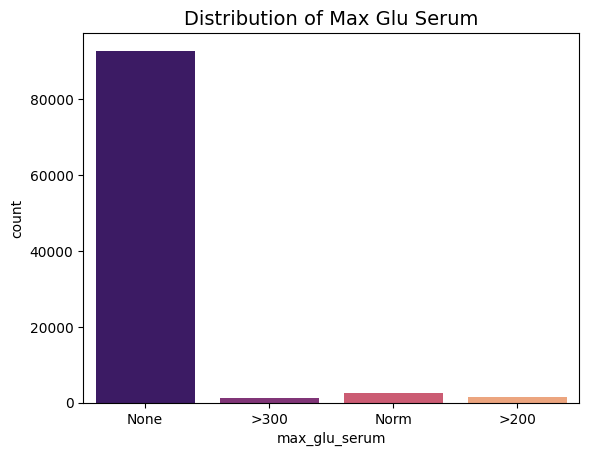 Distribution of Max Glu Serum
count
80000
60000
40000
20000
0
None >300 Norm >200
max_glu_serum